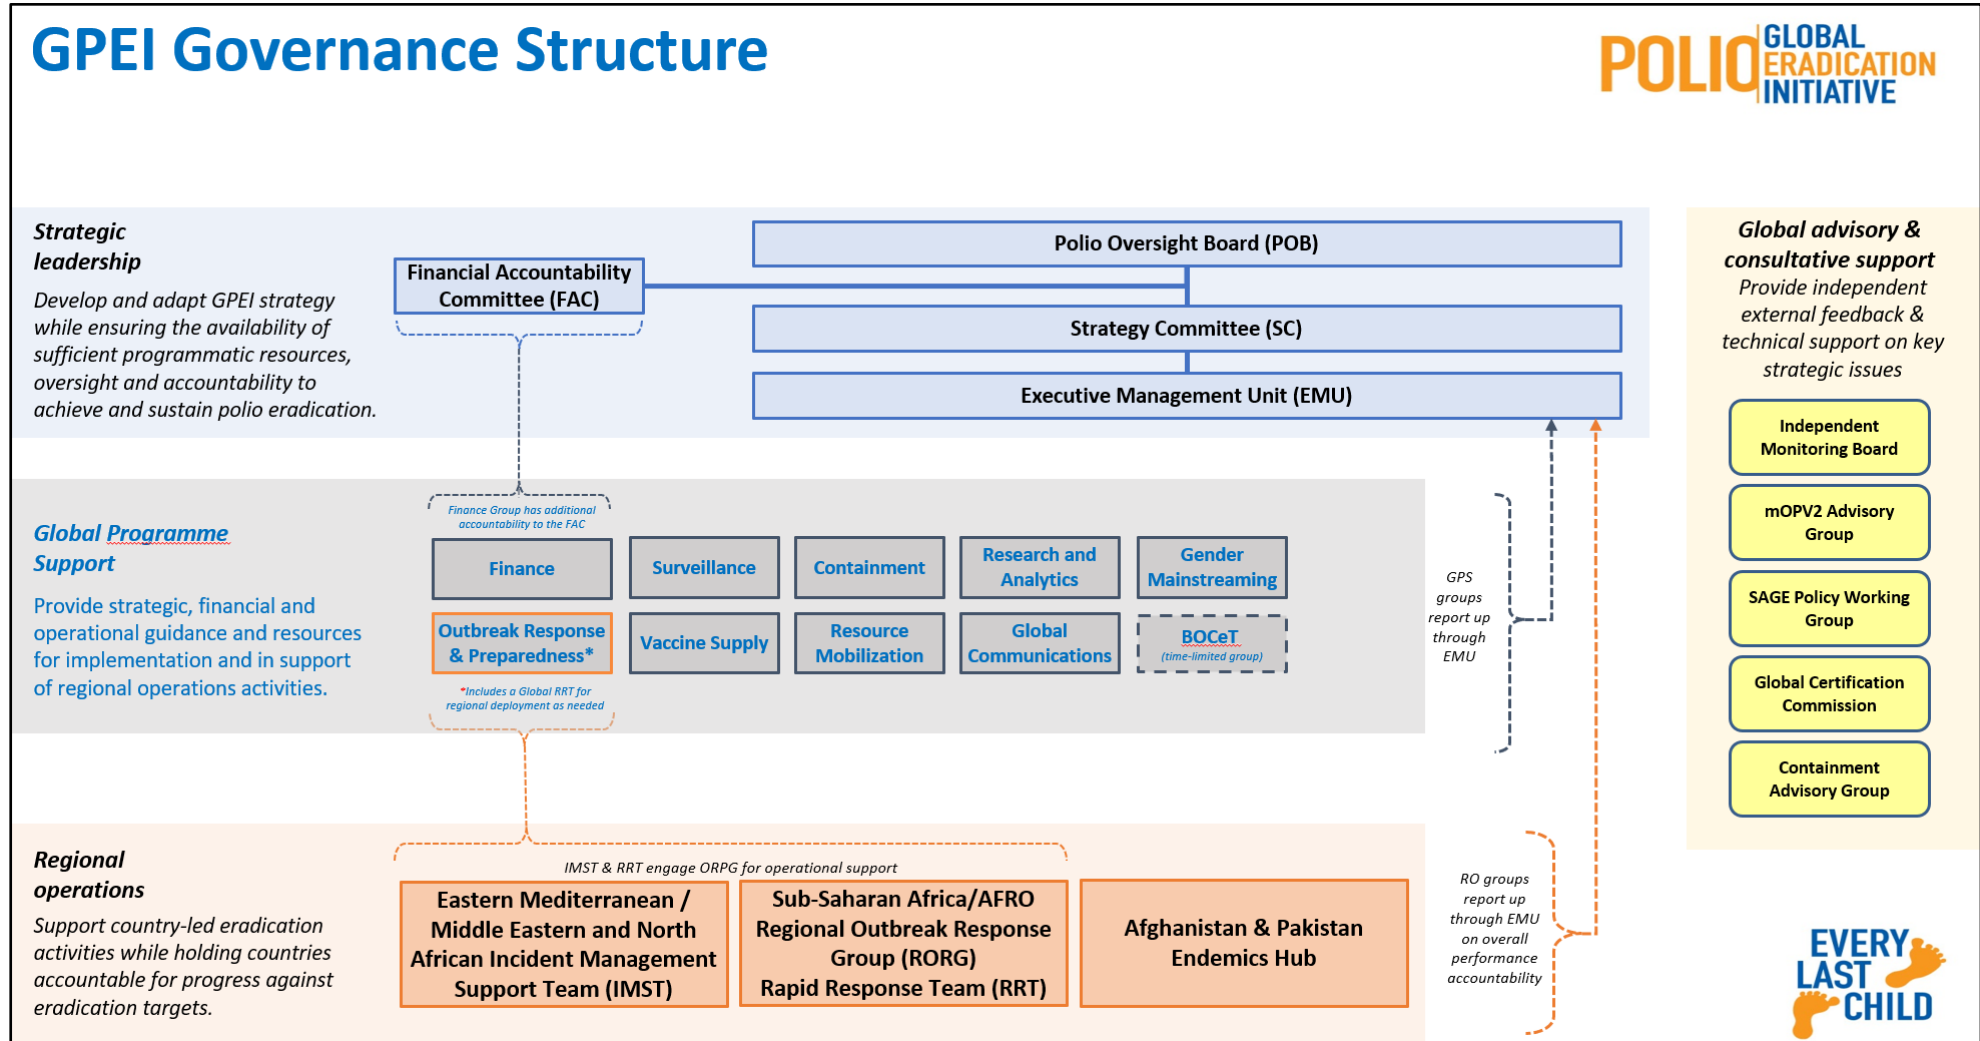 GPEI Governance Structure
POLIO
GLOBAL
ERADICATION
INITIATIVE
Strategic
leadership
Develop and adapt GPEI strategy
while ensuring the availability of
sufficient programmatic resources,
oversight and accountability to
achieve and sustain polio eradication.
Financial Accountability
Committee (FAC)
Polio Oversight Board (POB)
Strategy Committee (SC)
Executive Management Unit (EMU)
Global advisory &
consultative support
Provide independent
external feedback &
technical support on key
strategic issues
Independent
Monitoring Board
mOPV2 Advisory
Group
SAGE Policy Working
Group
Global Certification
Commission
Containment
Advisory Group
Global Programme
Support
Provide strategic, financial and
operational guidance and resources
for implementation and in support
of regional operations activities.
Finance Group has additional
accountability to the FAC
Finance
Surveillance
Containment
Research and
Analytics
Gender
Mainstreaming
Outbreak Response
& Preparedness*
Vaccine Supply
Resource
Mobilization
Global
Communications
BOCeT
(time-limited group)
*Includes a Global RRT for
regional deployment as needed
GPS
groups
report up
through
EMU
Regional
operations
Support country-led eradication
activities while holding countries
accountable for progress against
eradication targets.
IMST & RRT engage ORPG for operational support
Eastern Mediterranean /
Middle Eastern and North
African Incident Management
Support Team (IMST)
Sub-Saharan Africa/AFRO
Regional Outbreak Response
Group (RORG)
Rapid Response Team (RRT)
Afghanistan & Pakistan
Endemics Hub
RO groups
report up
through EMU
on overall
performance
accountability
EVERY
LAST
CHILD